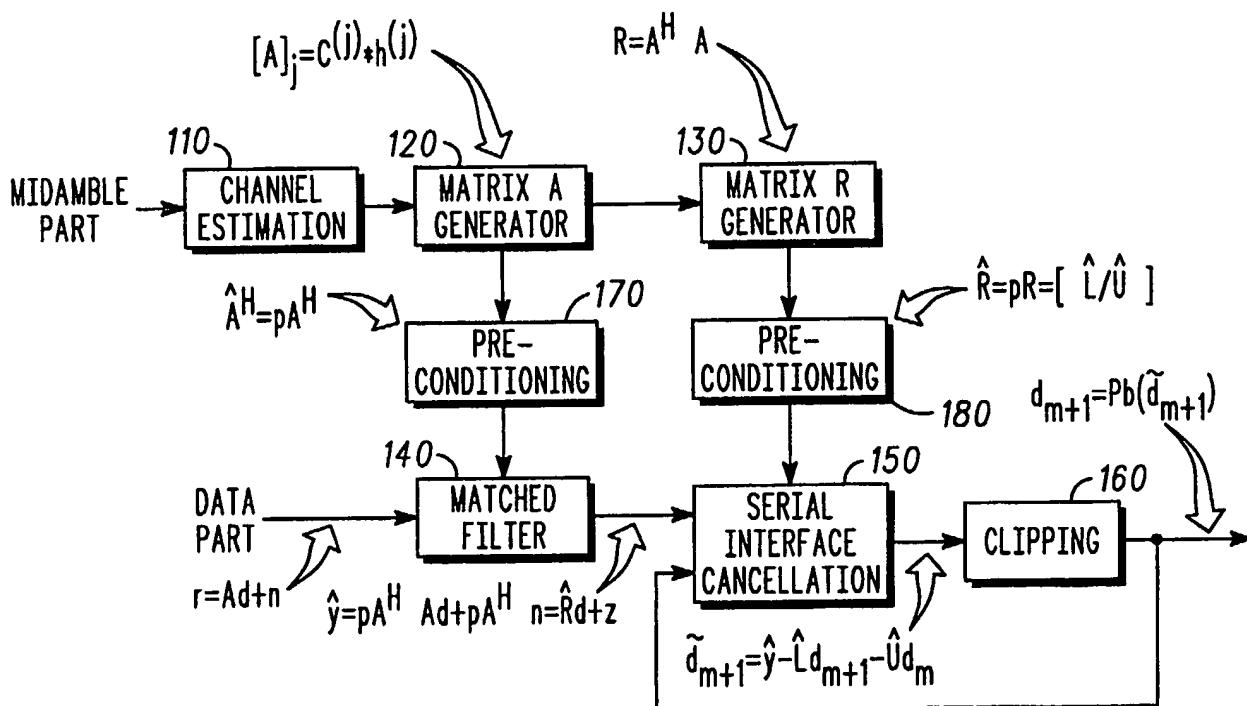 [A]j=C(j)*h(j)
R=A^H A
110
120
130
MIDAMBLE
PART
CHANNEL
ESTIMATION
MATRIX A
GENERATOR
MATRIX R
GENERATOR
Â^H=pA^H
170
R̂=pR=[ L̂/Û ]
PRE-
CONDITIONING
PRE-
CONDITIONING
180
d_m+1=Pb(d̃_m+1)
140
150
160
DATA
PART
MATCHED
FILTER
SERIAL
INTERFACE
CANCELLATION
CLIPPING
r=Ad+n
ŷ=pA^H Ad+pA^H n=R̂d+z
d̃_m+1=ŷ-L̂d_m+1-Ûd_m